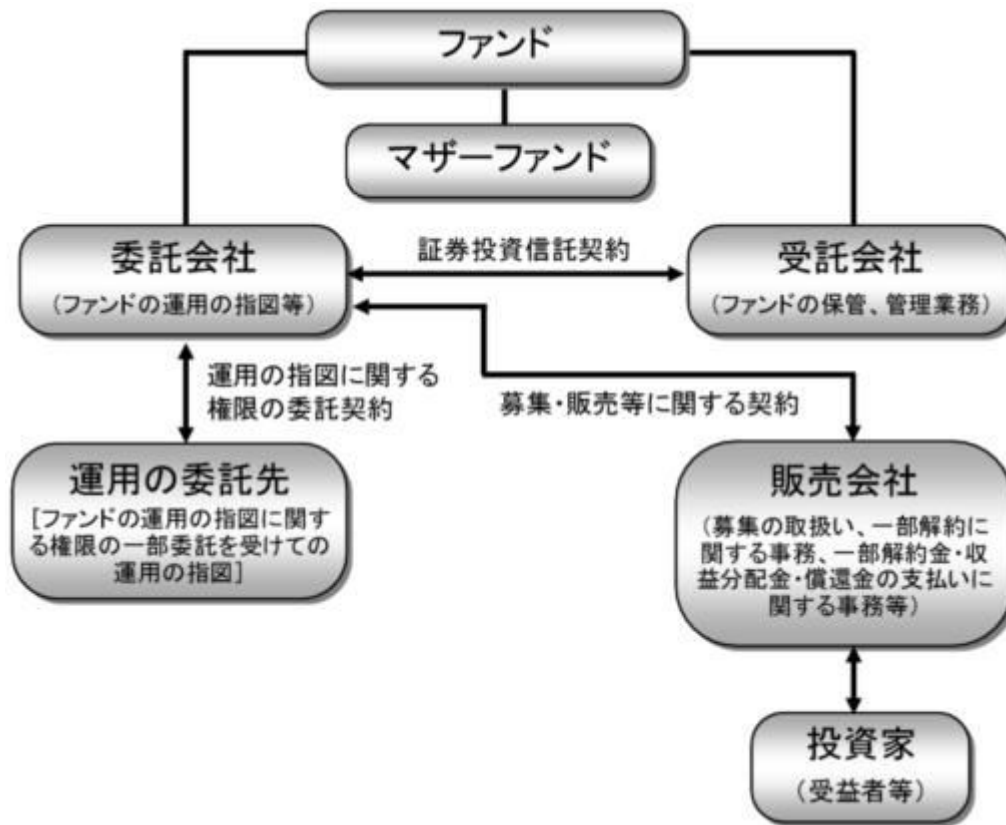 ファンド
マザーファンド
委託会社
(ファンドの運用の指図等)
証券投資信託契約
受託会社
(ファンドの保管、管理業務)
運用の指図に関する
権限の委託契約
募集・販売等に関する契約
運用の委託先
[ファンドの運用の指図に関す
る権限の一部委託を受けての
運用の指図]
販売会社
(募集の取扱い、一部解約に
関する事務、一部解約金・収
益分配金・償還金の支払いに
関する事務等)
投資家
(受益者等)